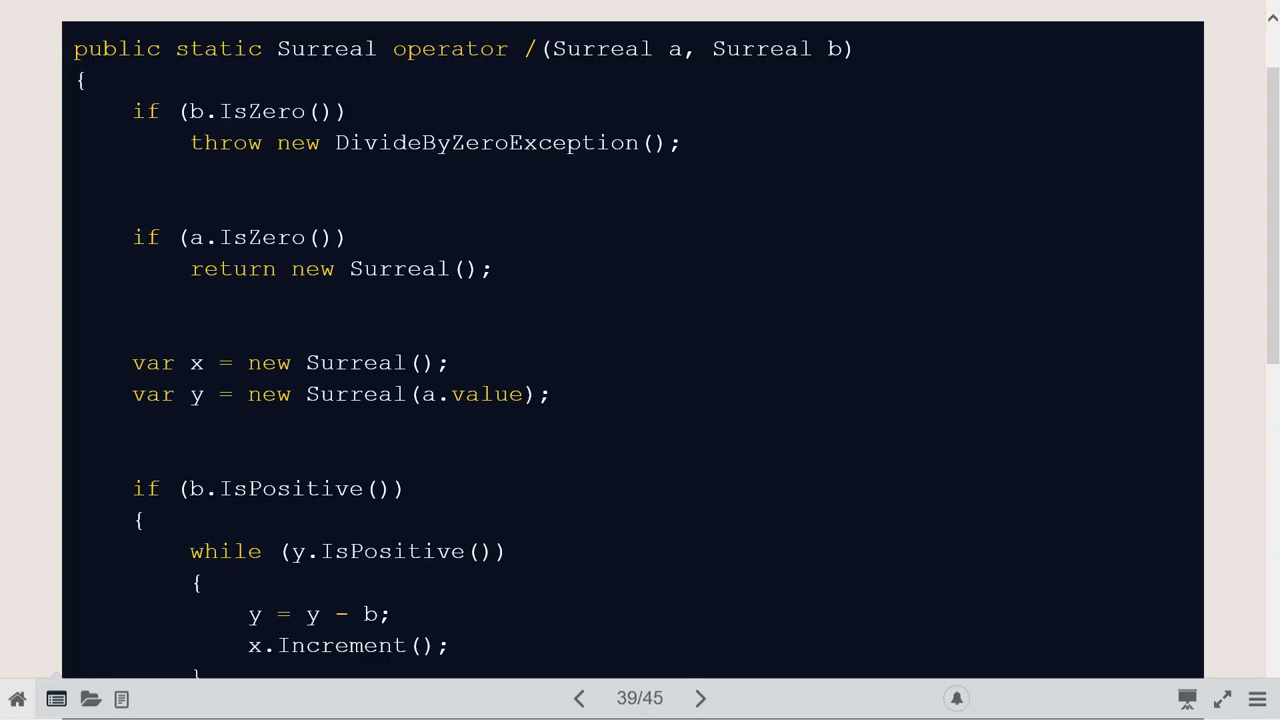 public static Surreal operator /(Surreal a, Surreal b)
{
if (b.IsZero())
throw new DivideByZeroException();
if (a.IsZero())
return new Surreal();
var x = new Surreal();
var y = new Surreal(a.value);
if (b.IsPositive())
{
while (y.IsPositive())
{
y = y - b;
x.Increment();
}
39/45